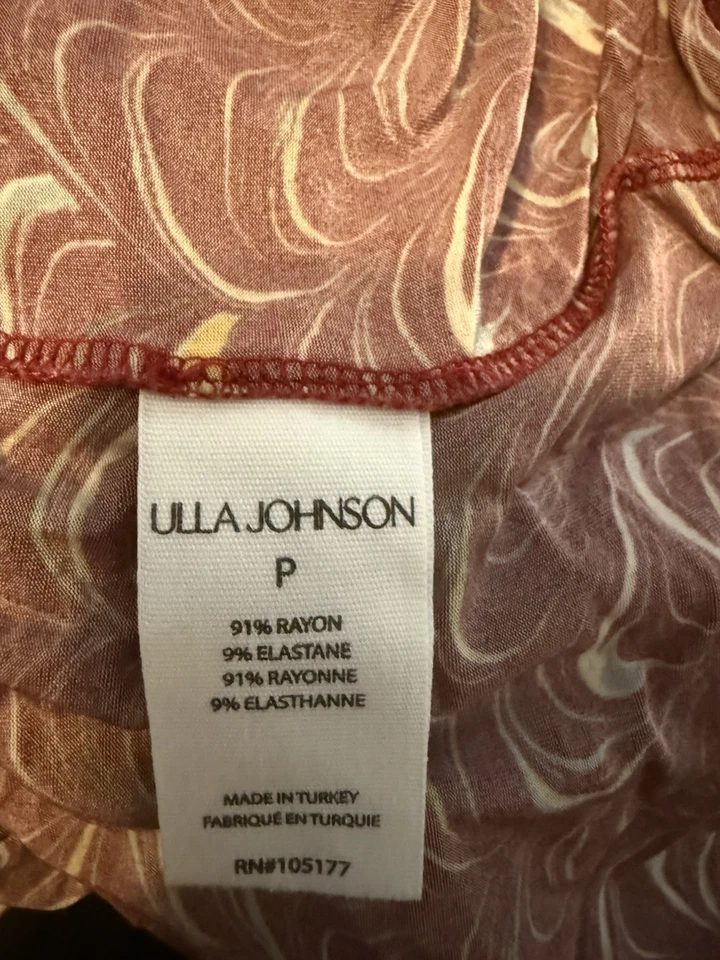 ULLA JOHNSON
P
91% RAYON
9% ELASTANE
91% RAYONNE
9% ELASTHANNE
MADE IN TURKEY
FABRIQUÉ EN TURQUIE
RN#105177